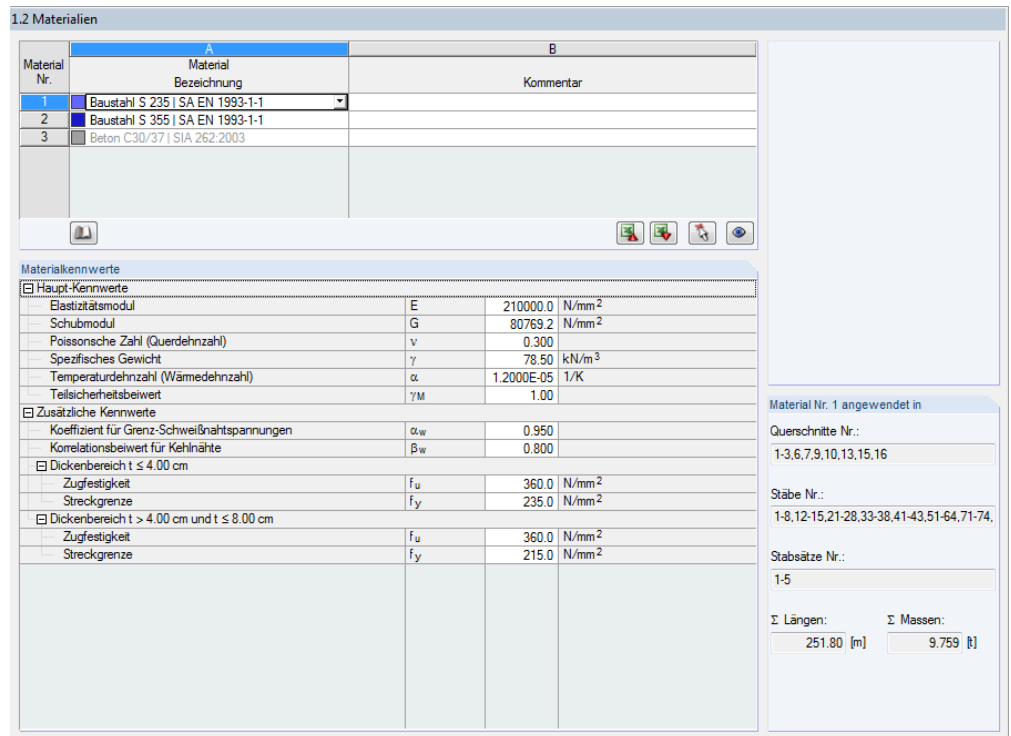 1.2 Materialien
A B
Material Material
Nr. Bezeichnung Kommentar
1 Baustahl S 235 | SA EN 1993-1-1
2 Baustahl S 355 | SA EN 1993-1-1
3 Beton C30/37 | SIA 262:2003
Materialkennwerte
Haupt-Kennwerte
Elastizitätsmodul E 210000.0 N/mm²
Schubmodul G 80769.2 N/mm²
Poissonsche Zahl (Querdehnzahl) ν 0.300
Spezifisches Gewicht γ 78.50 kN/m³
Temperaturdehnzahl (Wärmedehnzahl) α 1.2000E-05 1/K
Teilsicherheitsbeiwert γM 1.00
Zusätzliche Kennwerte
Koeffizient für Grenz-Schweißnahtspannungen αw 0.950
Korrelationsbeiwert für Kehlnähte βw 0.800
Dickenbereich t ≤ 4.00 cm
Zugfestigkeit fu 360.0 N/mm²
Streckgrenze fy 235.0 N/mm²
Dickenbereich t > 4.00 cm und t ≤ 8.00 cm
Zugfestigkeit fu 360.0 N/mm²
Streckgrenze fy 215.0 N/mm²
Material Nr. 1 angewendet in
Querschnitte Nr.:
1-3,6,7,9,10,13,15,16
Stäbe Nr.:
1-8,12-15,21-28,33-38,41-43,51-64,71-74,
Stabsätze Nr.:
1-5
Σ Längen: Σ Massen:
251.80 [m] 9.759 [t]